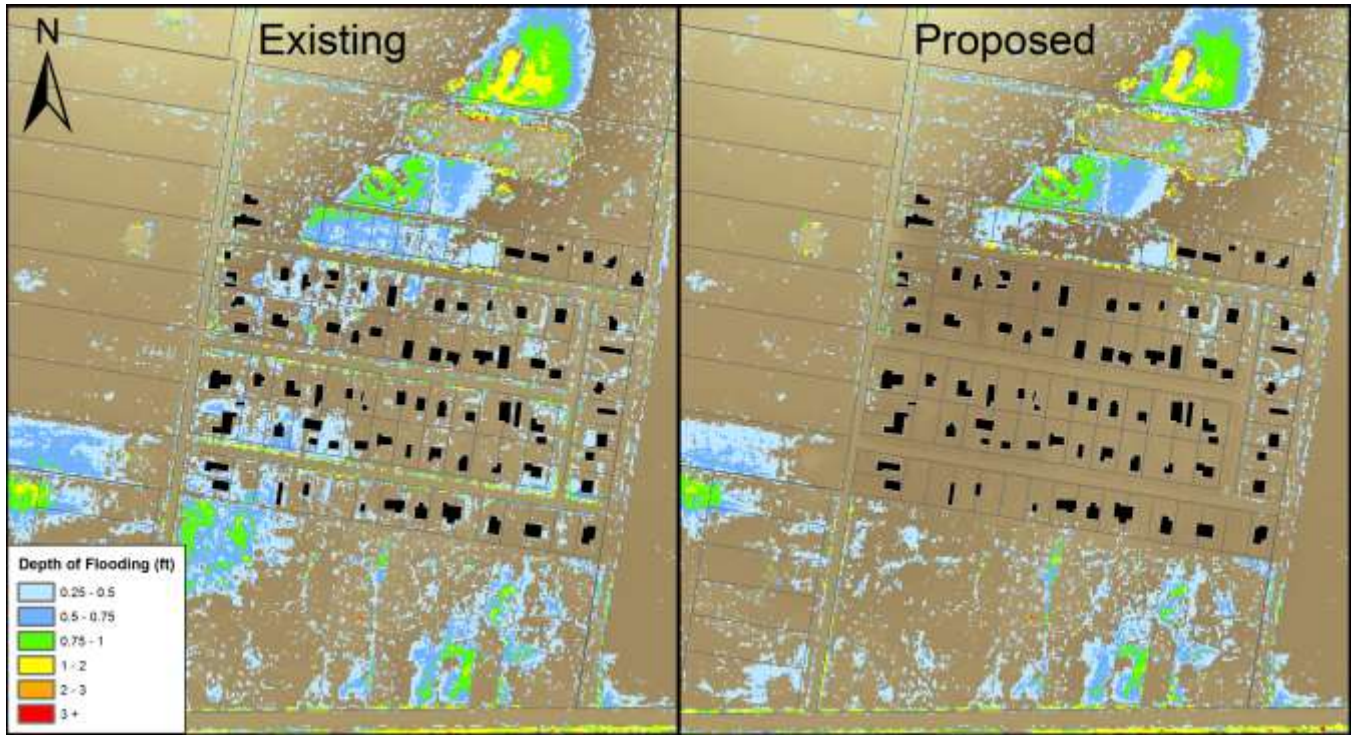 N
Existing
Proposed
Depth of Flooding (ft)
0.25 - 0.5
0.5 - 0.75
0.75 - 1
1 - 2
2 - 3
3 +